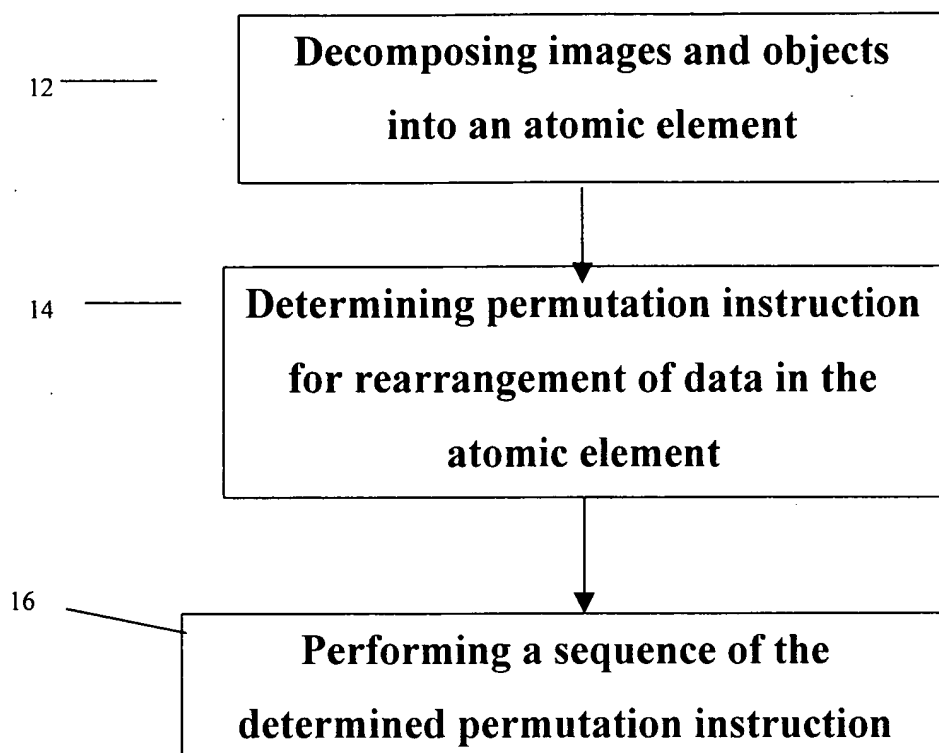 12
Decomposing images and objects
into an atomic element
14
Determining permutation instruction
for rearrangement of data in the
atomic element
16
Performing a sequence of the
determined permutation instruction